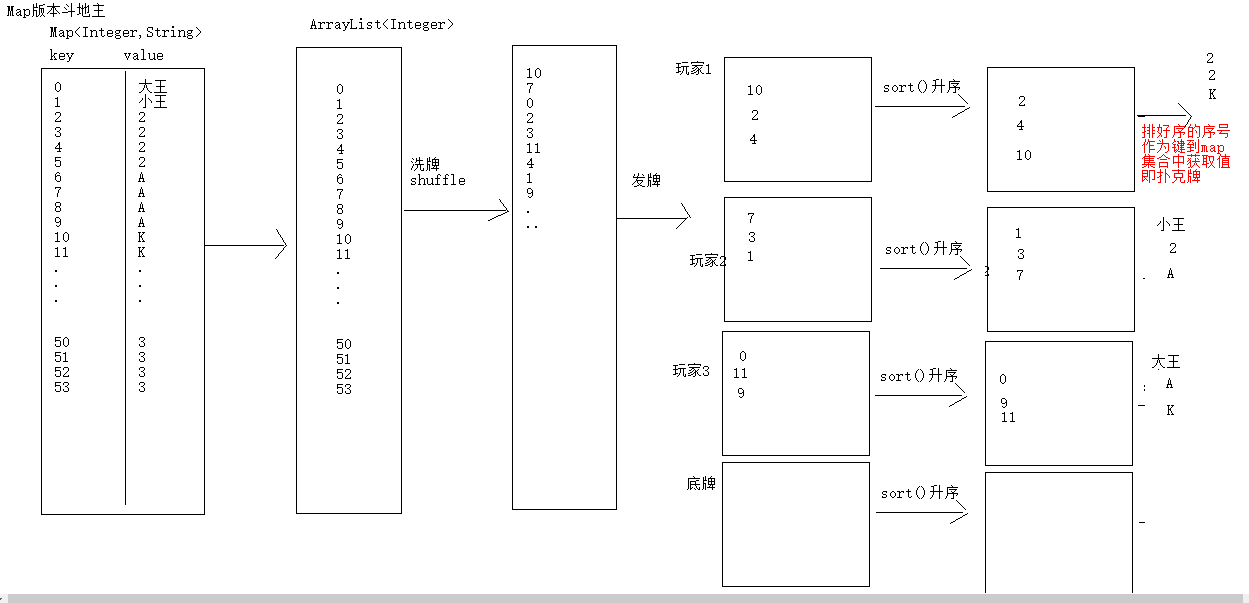 Map版本斗地主
Map<Integer,String>
key value
0 大王
1 小王
2 2
3 2
4 2
5 2
6 A
7 A
8 A
9 A
10 K
11 K
. .
. .
. .
50 3
51 3
52 3
53 3
ArrayList<Integer>
0
1
2
3
4
5
6
7
8
9
10
11
.
.
.
50
51
52
53
洗牌
shuffle
10
7
0
2
3
11
4
1
9
.
..
发牌
玩家1
10
2
4
sort()升序
2
4
10
2
2
K
排好序的序号
作为键到map
集合中获取值
即扑克牌
玩家2
7
3
1
sort()升序
2
1
3
7
小王
2
A
玩家3
0
11
9
sort()升序
0
9
11
大王
A
K
底牌
sort()升序